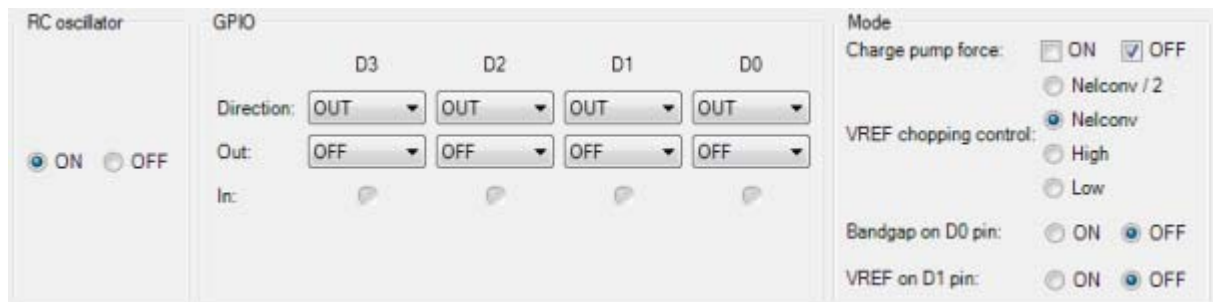 RC oscillator
ON OFF
GPIO
D3 D2 D1 D0
Direction: OUT OUT OUT OUT
Out: OFF OFF OFF OFF
In:
Mode
Charge pump force: ON OFF
VREF chopping control:
Nelconv / 2
Nelconv
High
Low
Bandgap on D0 pin: ON OFF
VREF on D1 pin: ON OFF